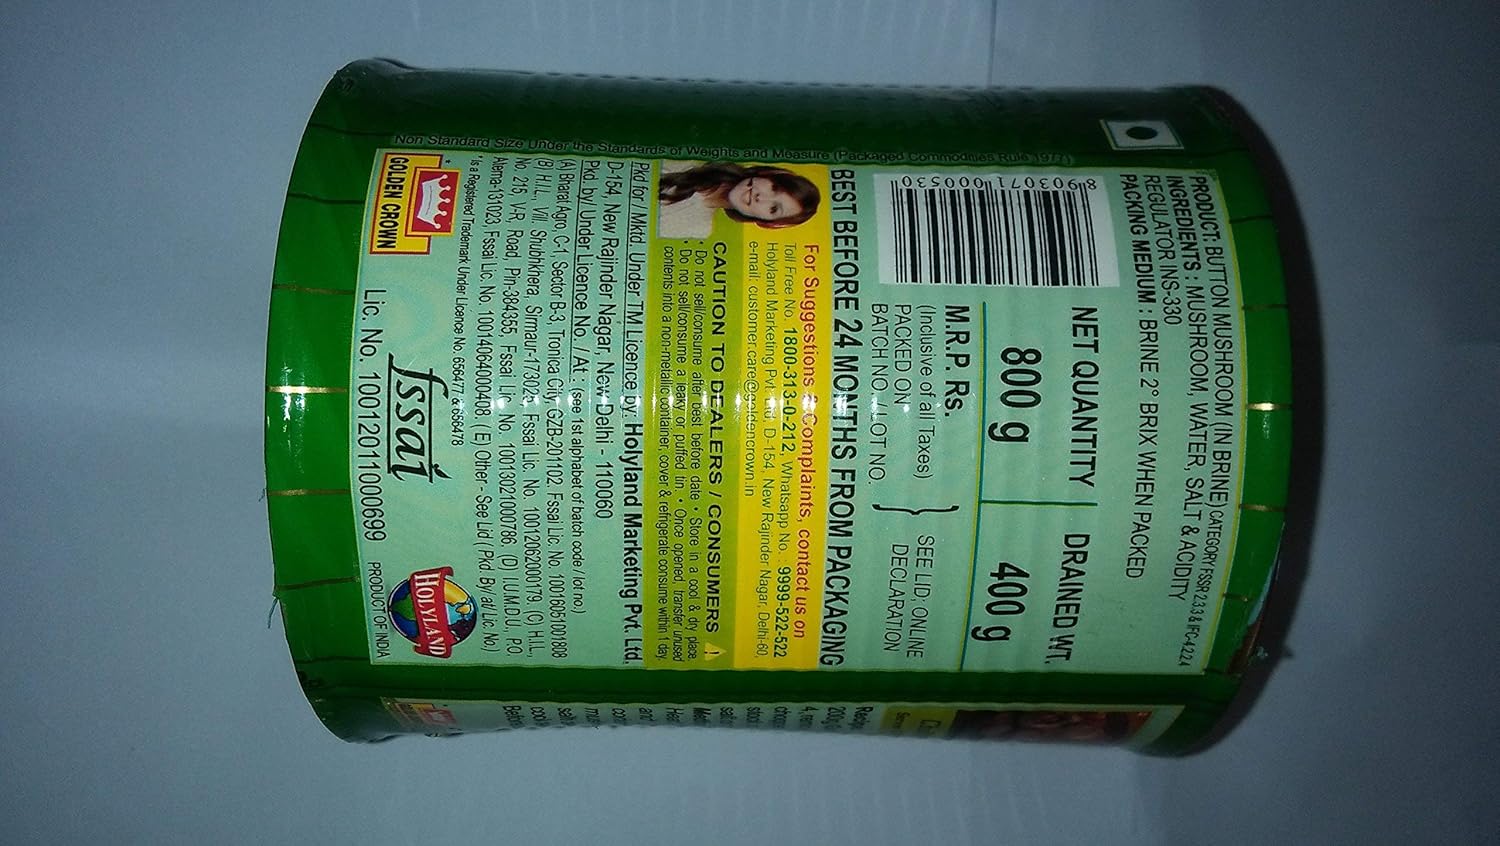 PRODUCT: BUTTON MUSHROOM (IN BRINE) (CATEGORY FSSR 2.3.3 & IFC-4.2.2.4
INGREDIENTS : MUSHROOM, WATER, SALT & ACIDITY
REGULATOR INS-330
PACKING MEDIUM : BRINE 2° BRIX WHEN PACKED
8 903071 000530
NET QUANTITY
800 g
DRAINED WT.
400 g
M.R.P. Rs.
(Inclusive of all Taxes)
PACKED ON
BATCH NO. / LOT NO.
SEE LID, ONLINE
DECLARATION
BEST BEFORE 24 MONTHS FROM PACKAGING
For Suggestions & Complaints, contact us on
Toll Free No. 1800-313-0-212, Whatsapp No. 9999-522-522
Holyland Marketing Pvt. Ltd. D-154, New Rajinder Nagar, Delhi-60,
e-mail: customer.care@goldencrown.in
CAUTION TO DEALERS / CONSUMERS
• Do not sell/consume after best before date • Store in a cool & dry place
• Do not sell/consume a leaky or puffed tin. • Once opened, transfer unused
contents into a non-metallic container, cover & refrigerate consume within 1 day.
Pkd for / Mktd. Under TM Licence by: Holyland Marketing Pvt. Ltd.
D-154, New Rajinder Nagar, New Delhi - 110060
Pkd. by/ Under Licence No. / At : (see 1st alphabet of batch code / lot no.)
(A) Bharat Agro, C-1, Sector B-3, Tronica City, GZB-201102. Fssai Lic. No. 10016051001808
(B) H.I.L., Vill. Shubhkhera, Sirmaur-173025, Fssai Lic. No. 10012062000179, (C) H.I.L.,
No. 215, V-R Road, Pin-384355, Fssai Lic. No. 10013021000786, (D) I.U.M.D.U., P.O.
Alema-131023, Fssai Lic. No. 10014064000408, (E) Other - See Lid (Pkd By/at/Lic. No.)
*is a Registered Trademark Under Licence No. 656477 & 656478
GOLDEN CROWN
fssai
HOLYLAND
Lic. No. 10012011000699
PRODUCT OF INDIA
Non Standard Size Under the Standards of Weights and Measure (Packaged Commodities Rule 1977)